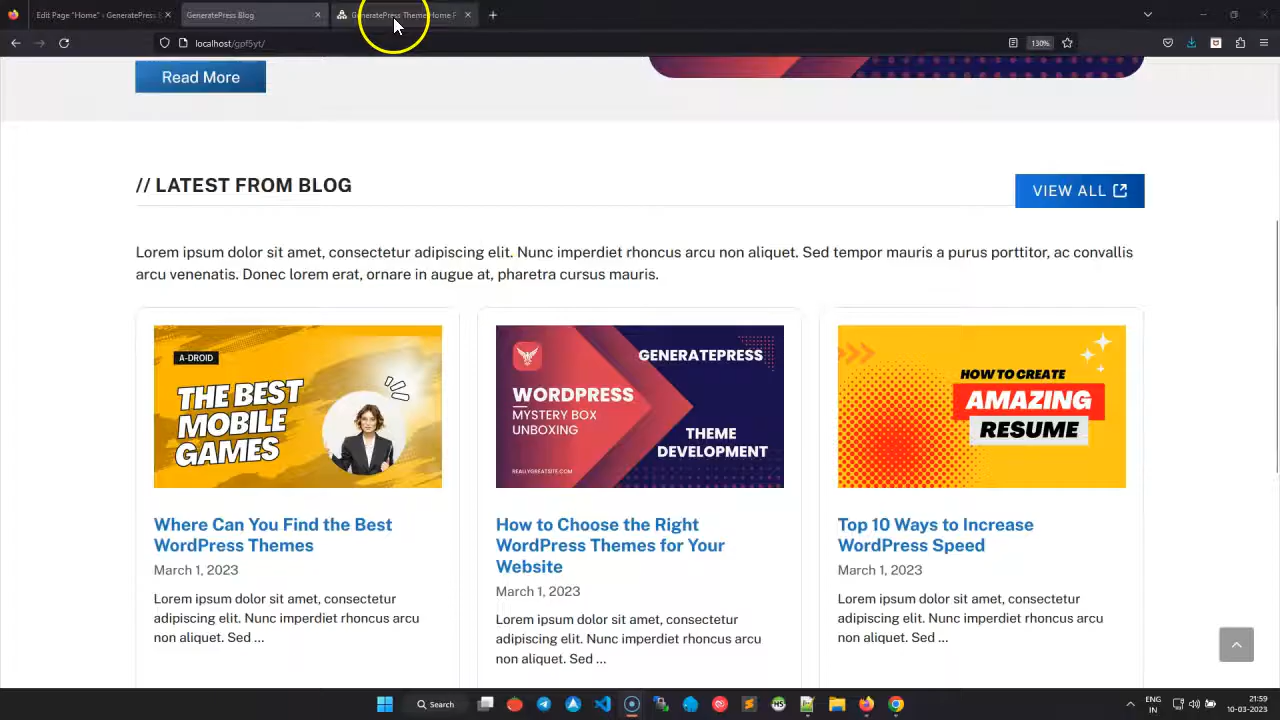 Edit Page "Home" ‹ GeneratePress B
GeneratePress Blog
GeneratePress Theme Home P
localhost/gpf5yt/
130%
Read More
// LATEST FROM BLOG
VIEW ALL
Lorem ipsum dolor sit amet, consectetur adipiscing elit. Nunc imperdiet rhoncus arcu non aliquet. Sed tempor mauris a purus porttitor, ac convallis
arcu venenatis. Donec lorem erat, ornare in augue at, pharetra cursus mauris.
A-DROID
THE BEST
MOBILE
GAMES
GENERATEPRESS
WORDPRESS
MYSTERY BOX
UNBOXING
THEME
DEVELOPMENT
REALLYGREATSITE.COM
HOW TO CREATE
AMAZING
RESUME
Where Can You Find the Best
WordPress Themes
March 1, 2023
Lorem ipsum dolor sit amet, consectetur
adipiscing elit. Nunc imperdiet rhoncus arcu
non aliquet. Sed ...
How to Choose the Right
WordPress Themes for Your
Website
March 1, 2023
Lorem ipsum dolor sit amet, consectetur
adipiscing elit. Nunc imperdiet rhoncus arcu
non aliquet. Sed ...
Top 10 Ways to Increase
WordPress Speed
March 1, 2023
Lorem ipsum dolor sit amet, consectetur
adipiscing elit. Nunc imperdiet rhoncus arcu
non aliquet. Sed ...
Search
HS
ENG
IN
21:59
10-03-2023